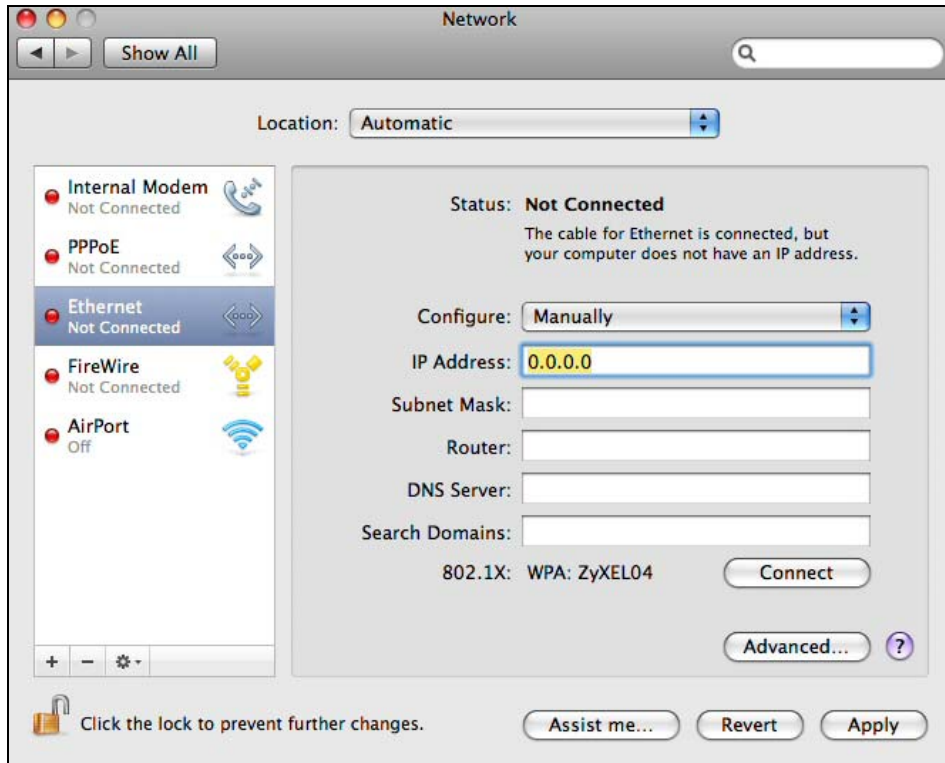 Network
Show All
Location: Automatic
Internal Modem
Not Connected
PPPoE
Not Connected
Ethernet
Not Connected
FireWire
Not Connected
AirPort
Off
Status: Not Connected
The cable for Ethernet is connected, but
your computer does not have an IP address.
Configure: Manually
IP Address: 0.0.0.0
Subnet Mask:
Router:
DNS Server:
Search Domains:
802.1X: WPA: ZyXEL04 Connect
Advanced... ?
Click the lock to prevent further changes.
Assist me... Revert Apply